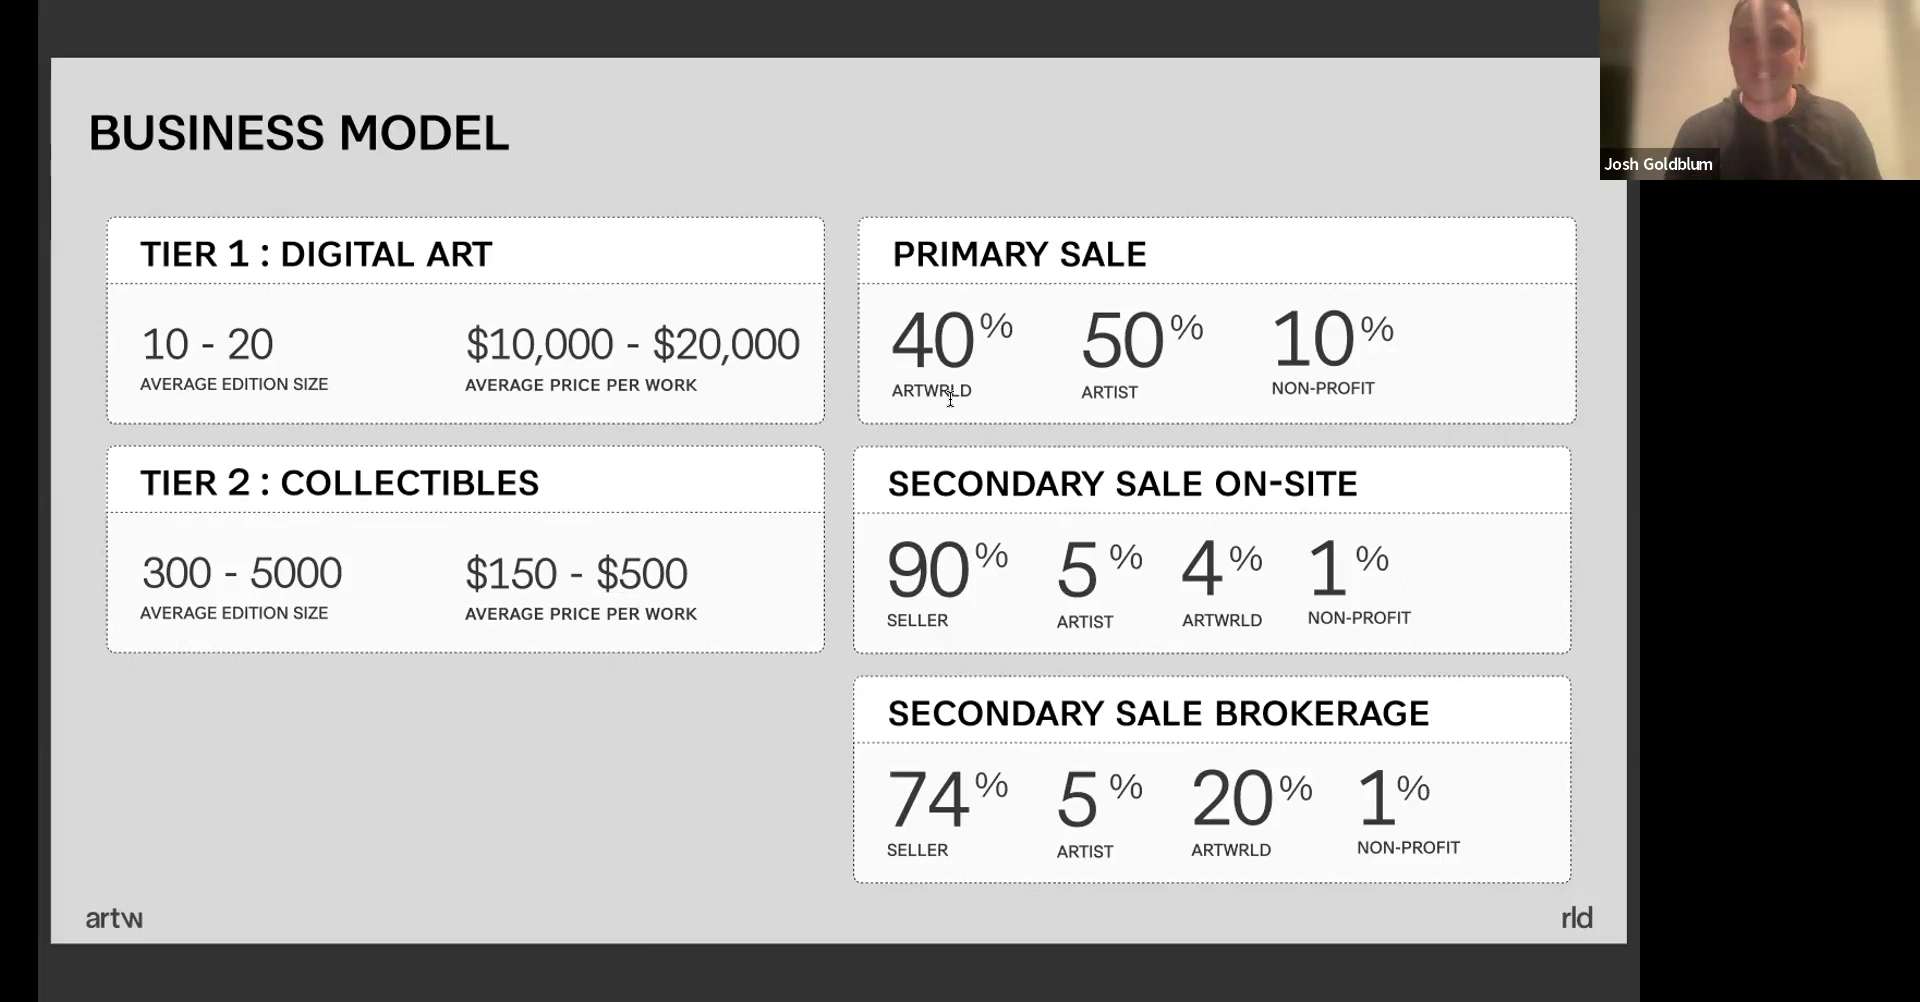 BUSINESS MODEL
TIER 1 : DIGITAL ART
10 - 20
AVERAGE EDITION SIZE
$10,000 - $20,000
AVERAGE PRICE PER WORK
TIER 2 : COLLECTIBLES
300 - 5000
AVERAGE EDITION SIZE
$150 - $500
AVERAGE PRICE PER WORK
PRIMARY SALE
40% 50% 10%
ARTWRLD ARTIST NON-PROFIT
SECONDARY SALE ON-SITE
90% 5% 4% 1%
SELLER ARTIST ARTWRLD NON-PROFIT
SECONDARY SALE BROKERAGE
74% 5% 20% 1%
SELLER ARTIST ARTWRLD NON-PROFIT
artw rld
Josh Goldblum